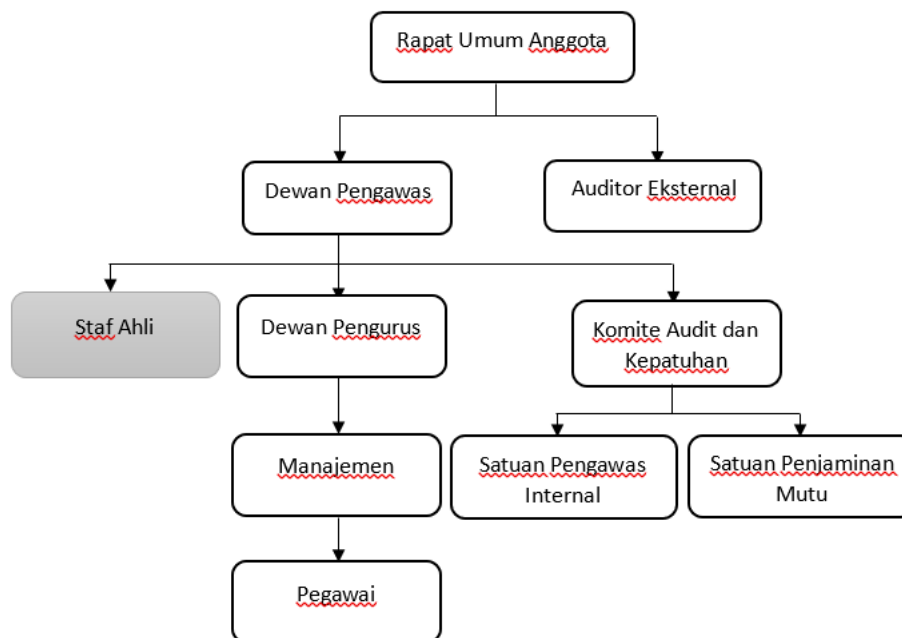 Rapat Umum Anggota
Dewan Pengawas
Auditor Eksternal
Staf Ahli
Dewan Pengurus
Komite Audit dan
Kepatuhan
Manajemen
Satuan Pengawas
Internal
Satuan Penjaminan
Mutu
Pegawai